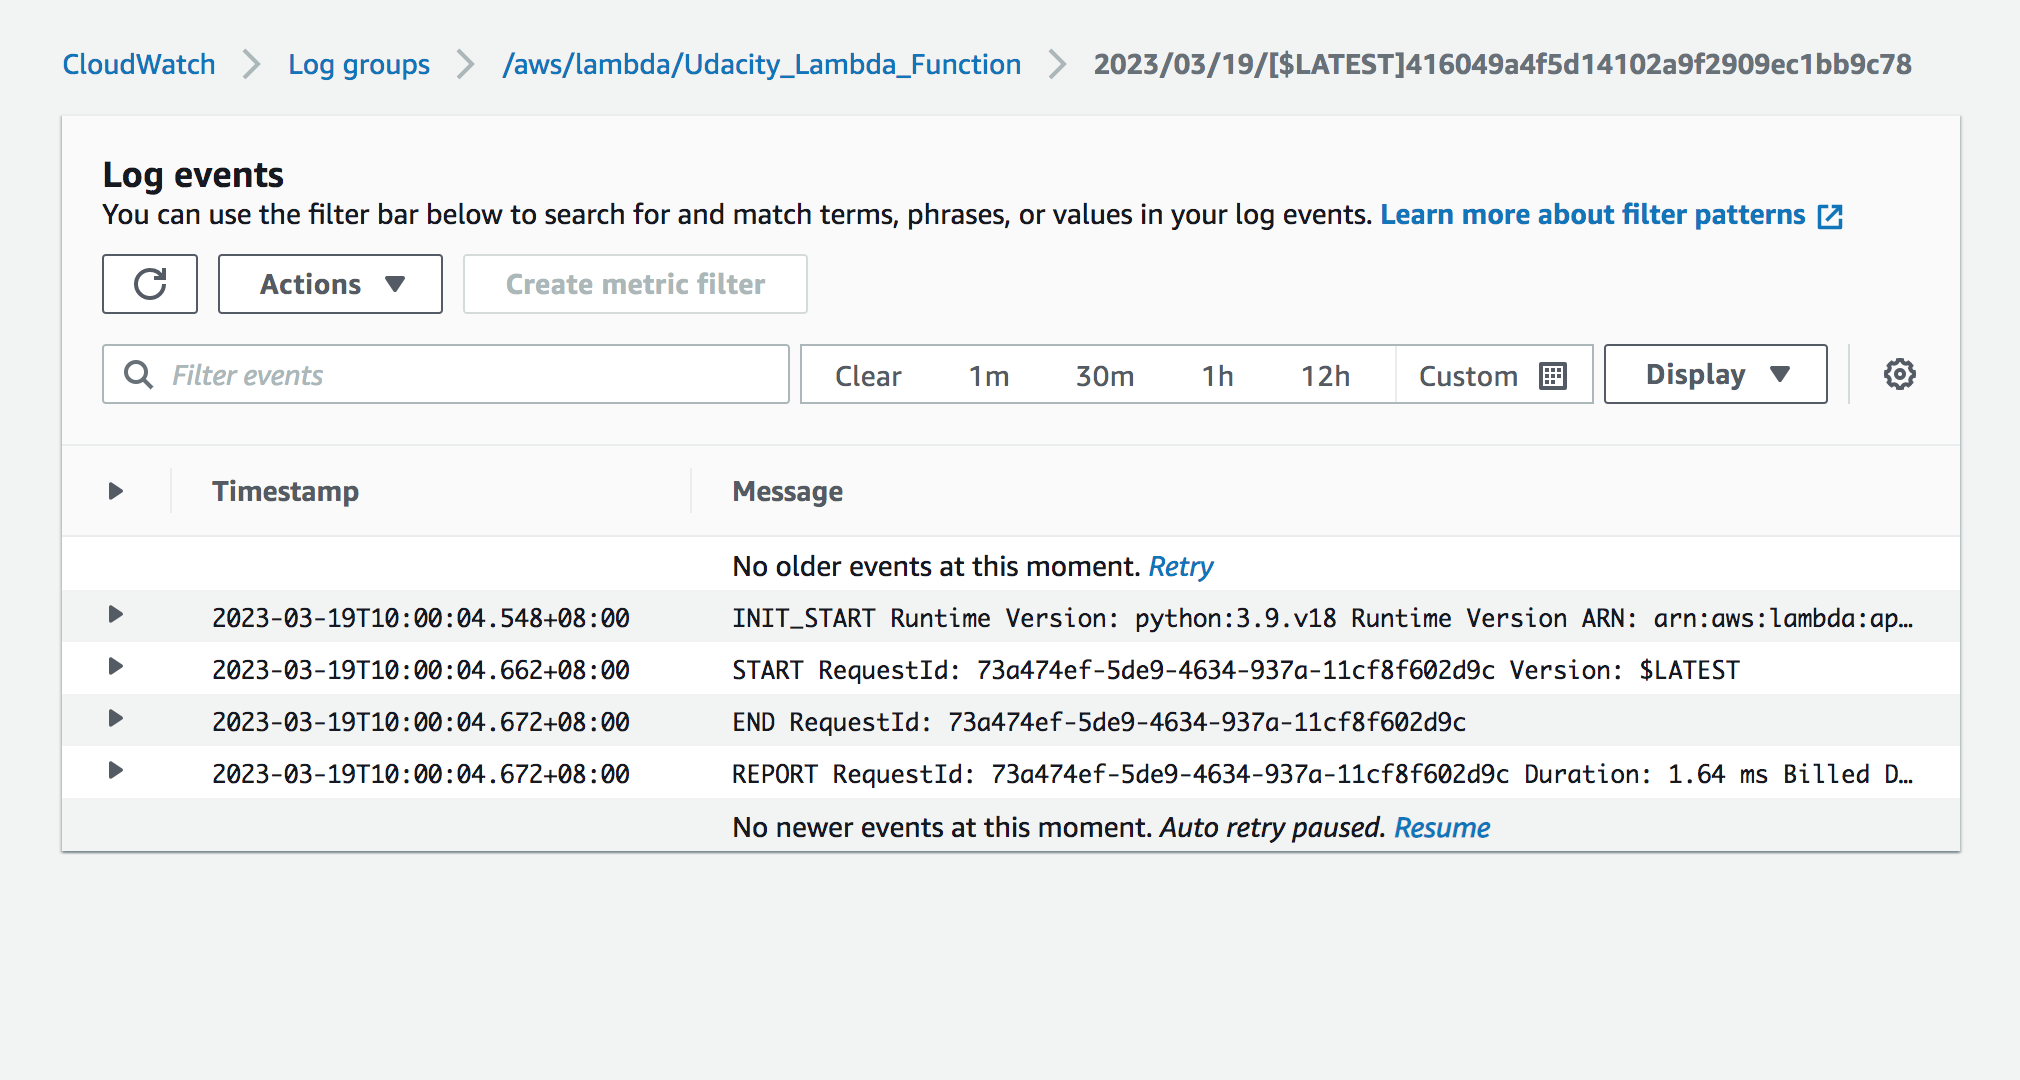 CloudWatch > Log groups > /aws/lambda/Udacity_Lambda_Function > 2023/03/19/[$LATEST]416049a4f5d14102a9f2909ec1bb9c78
Log events
You can use the filter bar below to search for and match terms, phrases, or values in your log events. Learn more about filter patterns
Actions Create metric filter
Filter events Clear 1m 30m 1h 12h Custom Display
Timestamp Message
No older events at this moment. Retry
2023-03-19T10:00:04.548+08:00 INIT_START Runtime Version: python:3.9.v18 Runtime Version ARN: arn:aws:lambda:ap…
2023-03-19T10:00:04.662+08:00 START RequestId: 73a474ef-5de9-4634-937a-11cf8f602d9c Version: $LATEST
2023-03-19T10:00:04.672+08:00 END RequestId: 73a474ef-5de9-4634-937a-11cf8f602d9c
2023-03-19T10:00:04.672+08:00 REPORT RequestId: 73a474ef-5de9-4634-937a-11cf8f602d9c Duration: 1.64 ms Billed D…
No newer events at this moment. Auto retry paused. Resume